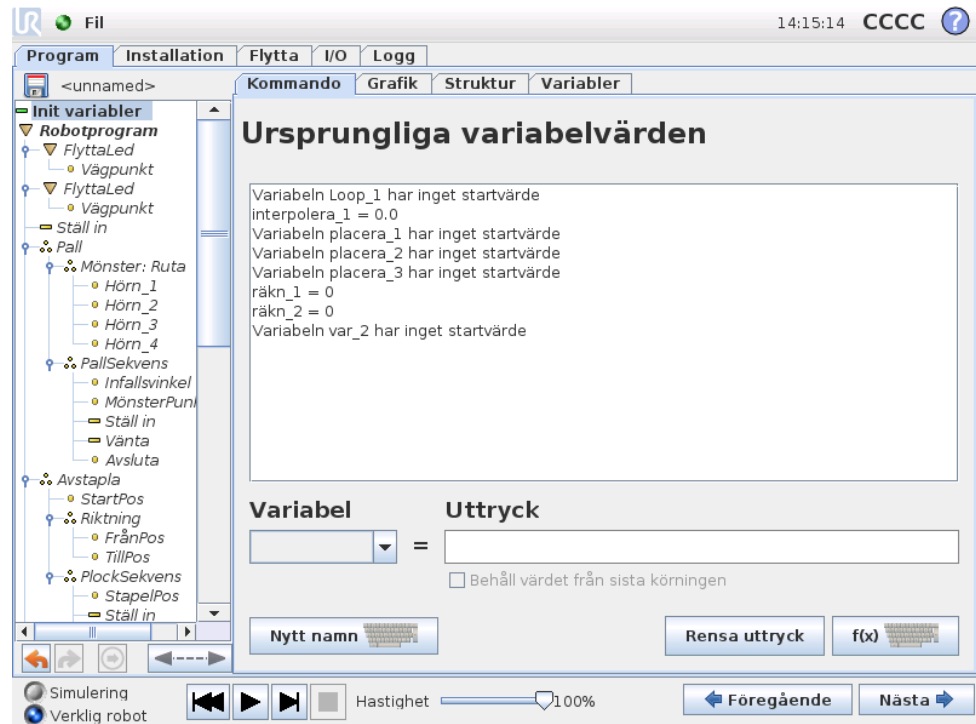 UR Fil 14:15:14 CCCC ?
Program Installation Flytta I/O Logg
<unnamed>
Kommando Grafik Struktur Variabler
Init variabler
Robotprogram
FlyttaLed
Vägpunkt
FlyttaLed
Vägpunkt
Ställ in
Pall
Mönster: Ruta
Hörn_1
Hörn_2
Hörn_3
Hörn_4
PallSekvens
Infallsvinkel
MönsterPunl
Ställ in
Vänta
Avsluta
Avstapla
StartPos
Riktning
FrånPos
TillPos
PlockSekvens
StapelPos
Ställ in
Ursprungliga variabelvärden
Variabeln Loop_1 har inget startvärde
interpolera_1 = 0.0
Variabeln placera_1 har inget startvärde
Variabeln placera_2 har inget startvärde
Variabeln placera_3 har inget startvärde
räkn_1 = 0
räkn_2 = 0
Variabeln var_2 har inget startvärde
Variabel Uttryck
=
Behåll värdet från sista körningen
Nytt namn Rensa uttryck f(x)
Simulering
Verklig robot
Hastighet 100%
Föregående Nästa